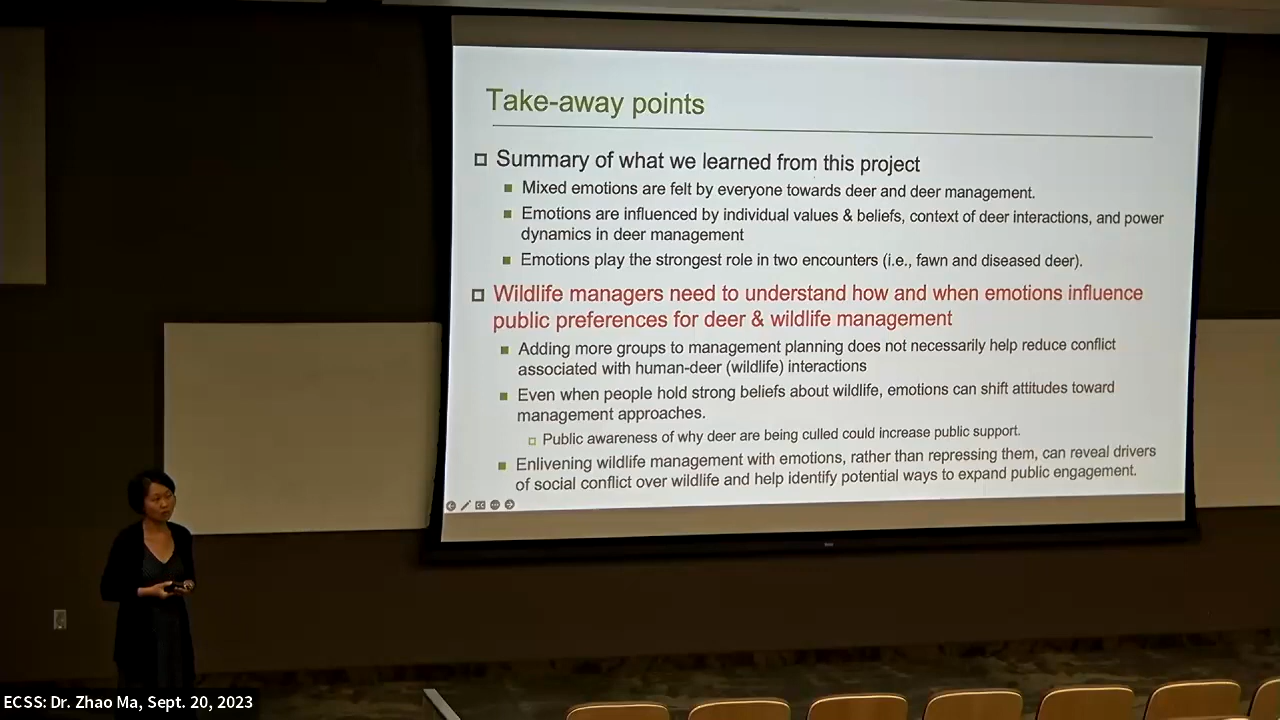 Take-away points
Summary of what we learned from this project
Mixed emotions are felt by everyone towards deer and deer management.
Emotions are influenced by individual values & beliefs, context of deer interactions, and power
dynamics in deer management
Emotions play the strongest role in two encounters (i.e., fawn and diseased deer).
Wildlife managers need to understand how and when emotions influence
public preferences for deer & wildlife management
Adding more groups to management planning does not necessarily help reduce conflict
associated with human-deer (wildlife) interactions
Even when people hold strong beliefs about wildlife, emotions can shift attitudes toward
management approaches.
Public awareness of why deer are being culled could increase public support.
Enlivening wildlife management with emotions, rather than repressing them, can reveal drivers
of social conflict over wildlife and help identify potential ways to expand public engagement.
ECSS: Dr. Zhao Ma, Sept. 20, 2023